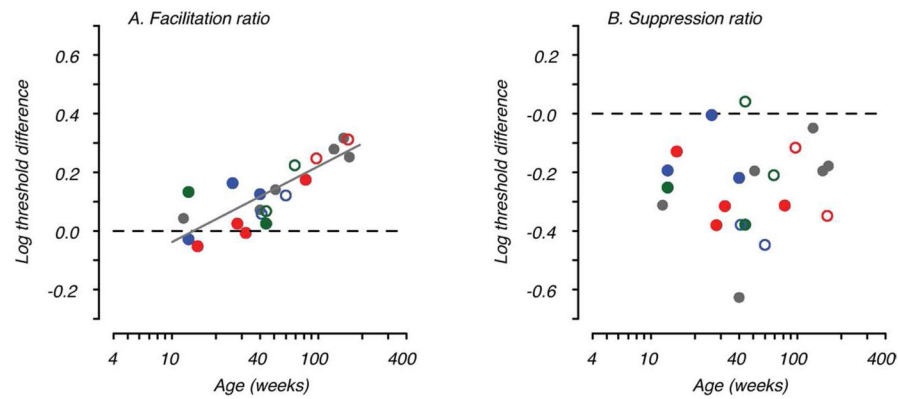 A. Facilitation ratio
B. Suppression ratio
Log threshold difference
0.6
0.4
0.2
0.0
-0.2
4 10 40 100 400
Age (weeks)
Log threshold difference
0.2
-0.0
-0.2
-0.4
-0.6
4 10 40 100 400
Age (weeks)